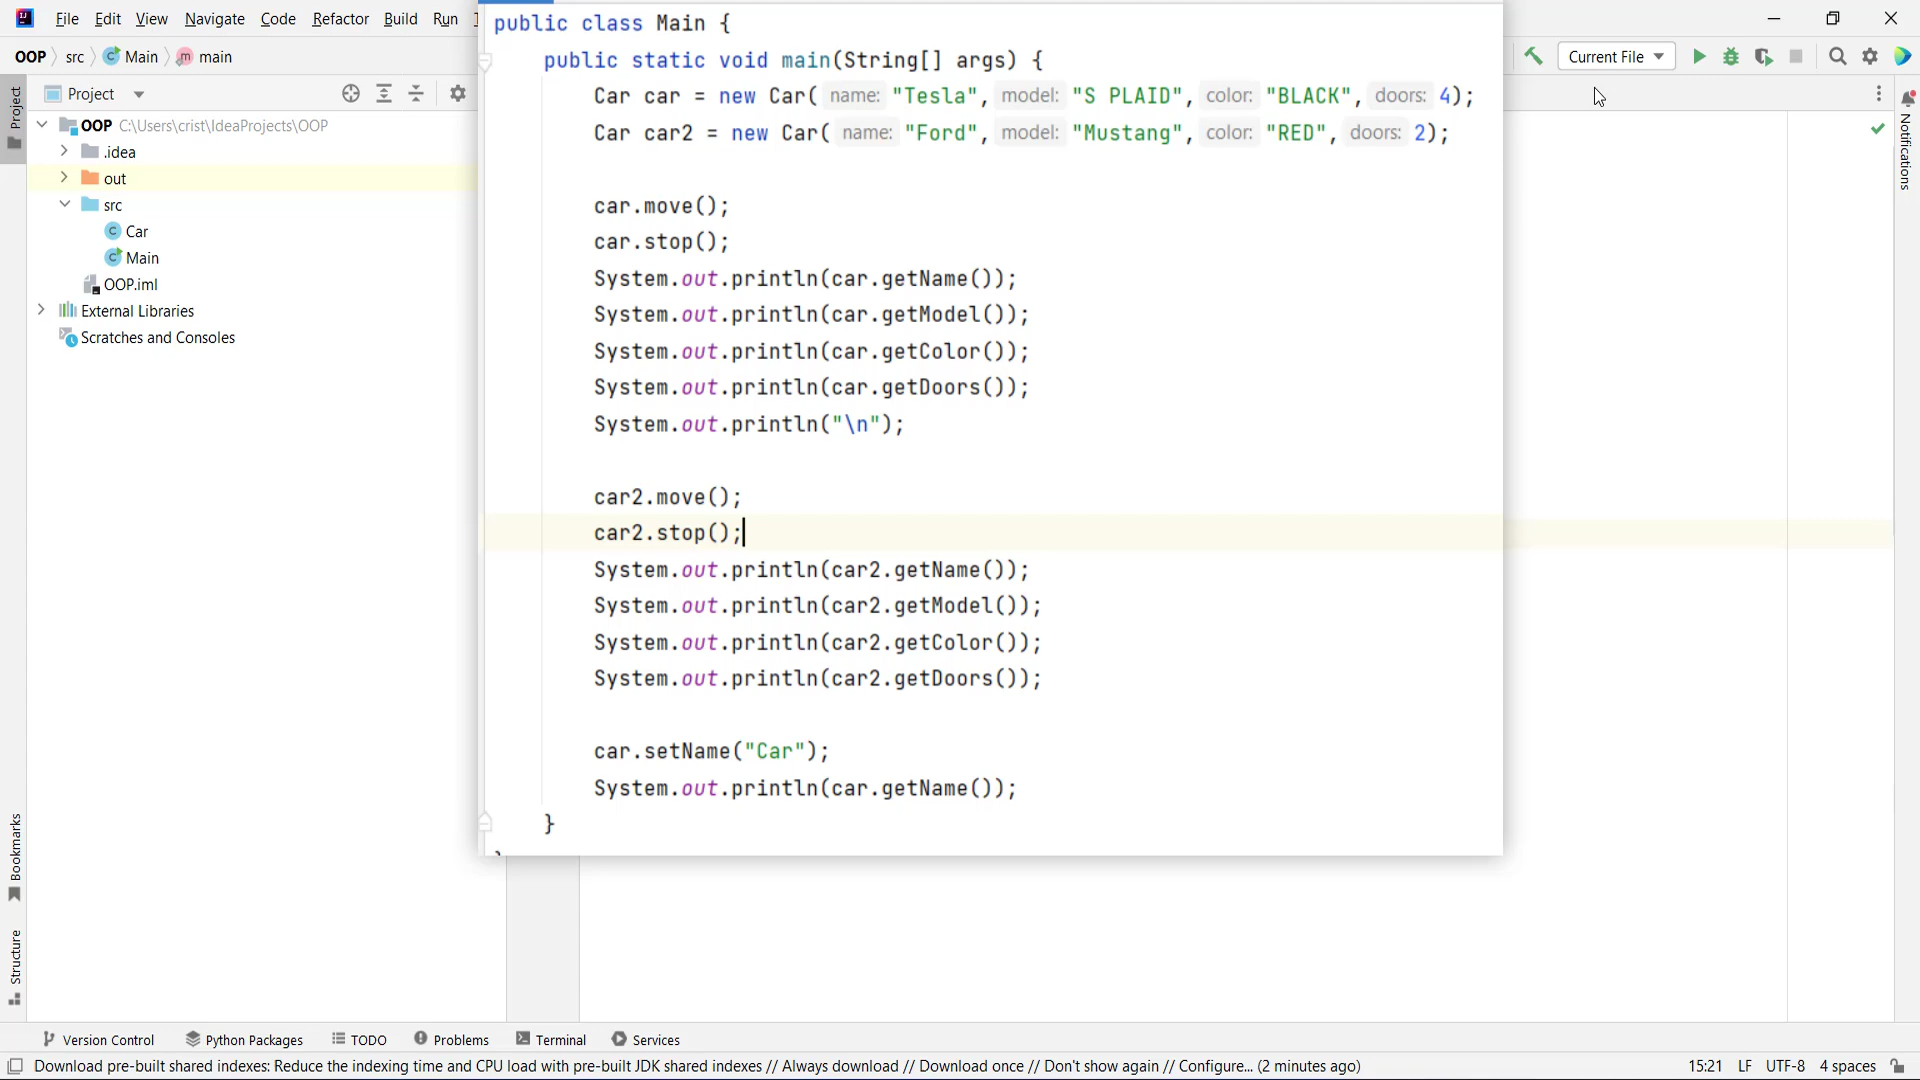 File Edit View Navigate Code Refactor Build Run
OOP src Main main
Current File
Project
OOP C:\Users\crist\IdeaProjects\OOP
.idea
out
src
Car
Main
OOP.iml
External Libraries
Scratches and Consoles
Project
Bookmarks
Structure
public class Main {
public static void main(String[] args) {
Car car = new Car( name: "Tesla", model: "S PLAID", color: "BLACK", doors: 4);
Car car2 = new Car( name: "Ford", model: "Mustang", color: "RED", doors: 2);
car.move();
car.stop();
System.out.println(car.getName());
System.out.println(car.getModel());
System.out.println(car.getColor());
System.out.println(car.getDoors());
System.out.println("\n");
car2.move();
car2.stop();
System.out.println(car2.getName());
System.out.println(car2.getModel());
System.out.println(car2.getColor());
System.out.println(car2.getDoors());
car.setName("Car");
System.out.println(car.getName());
}
Notifications
Version Control Python Packages TODO Problems Terminal Services
Download pre-built shared indexes: Reduce the indexing time and CPU load with pre-built JDK shared indexes // Always download // Download once // Don't show again // Configure... (2 minutes ago) 15:21 LF UTF-8 4 spaces